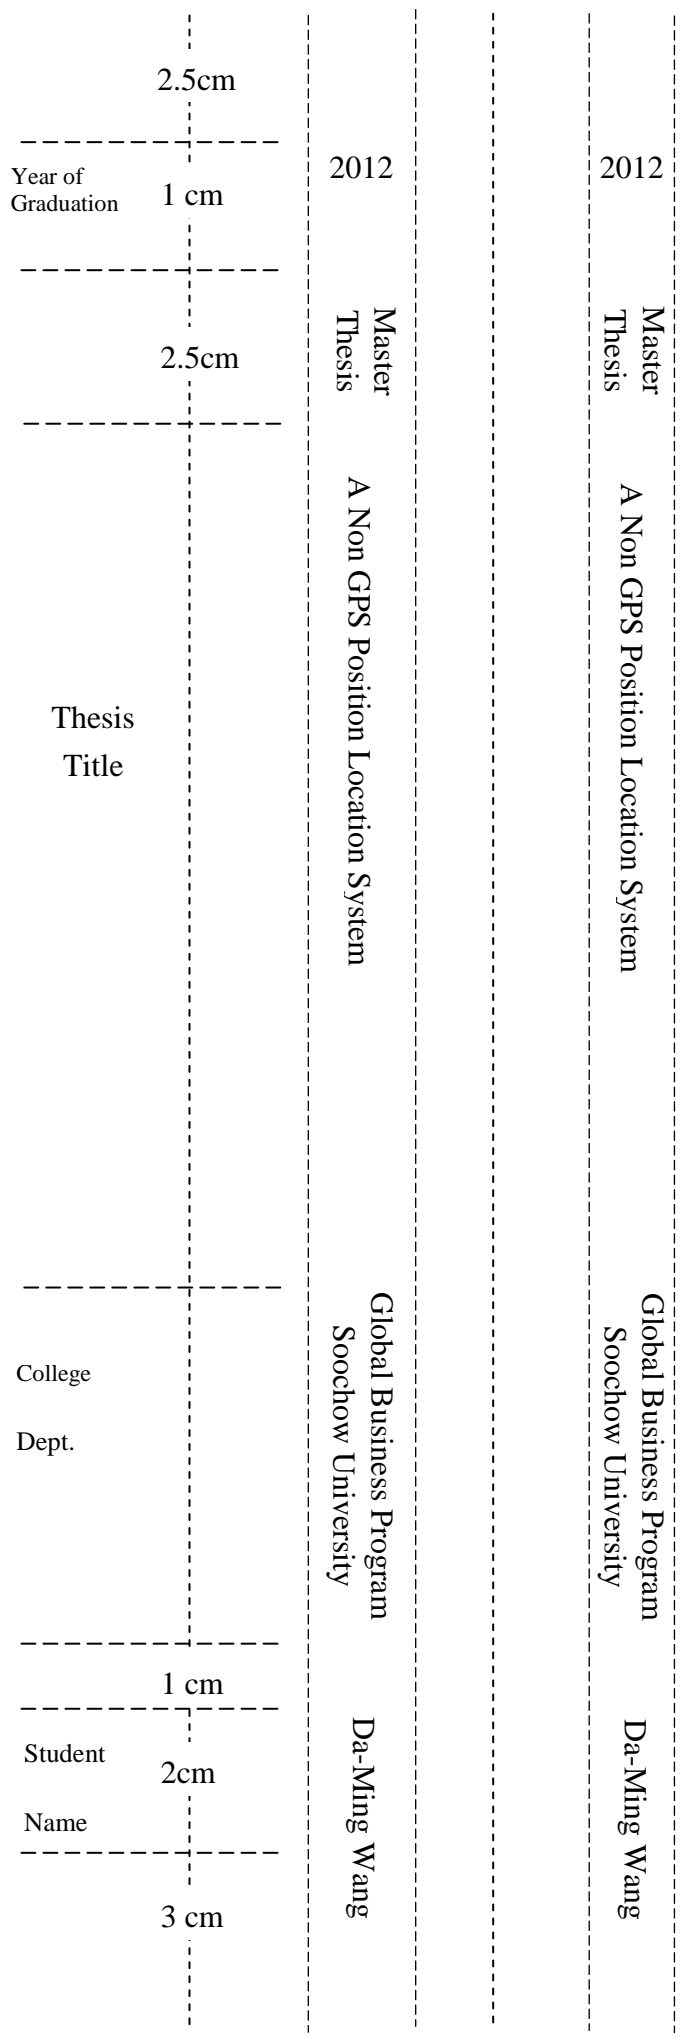 2.5cm
Year of
Graduation
1 cm
2012
2012
2.5cm
Master
Thesis
Master
Thesis
Thesis
Title
A Non GPS Position Location System
A Non GPS Position Location System
College
Dept.
Global Business Program
Soochow University
Global Business Program
Soochow University
1 cm
Student
Name
2cm
Da-Ming Wang
Da-Ming Wang
3 cm